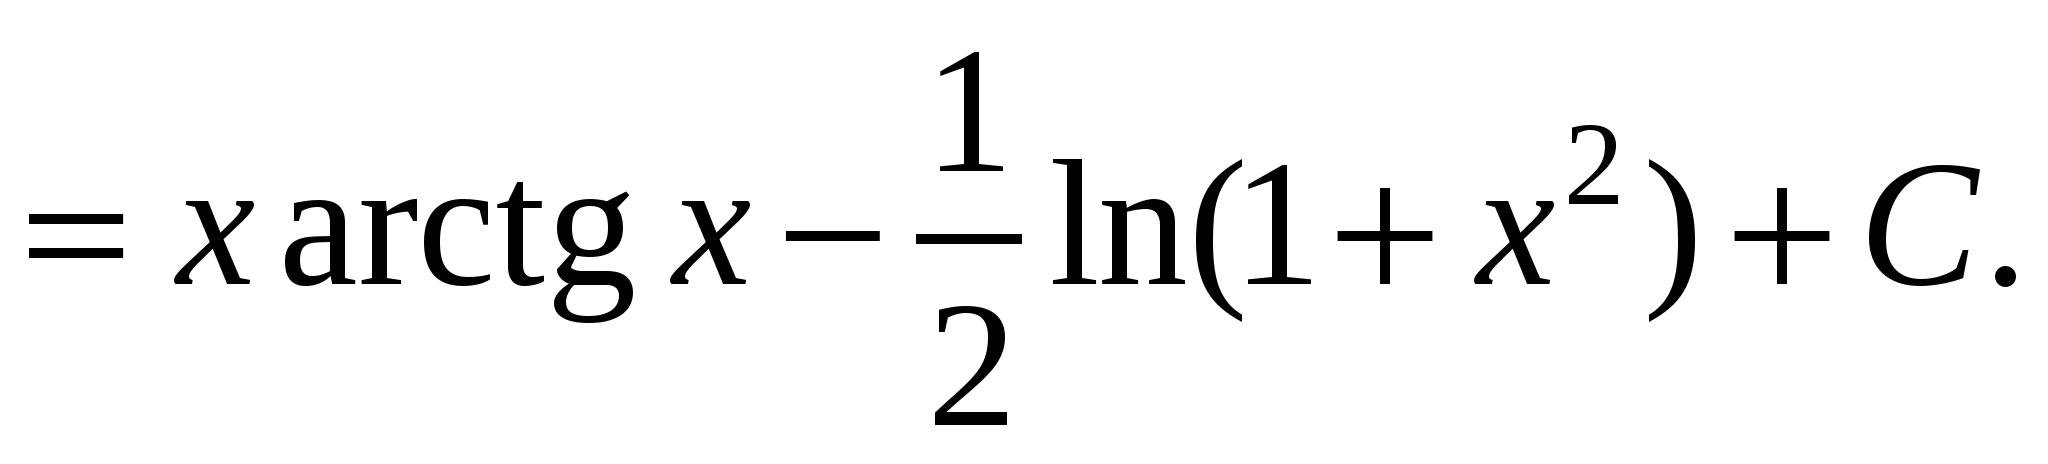 = x arctg x − 1/2 ln(1 + x²) + C.